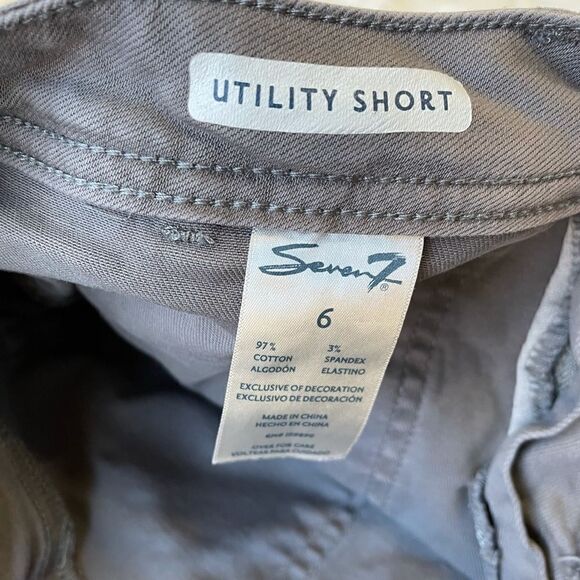 UTILITY SHORT
Seven7®
6
97% 3%
COTTON SPANDEX
ALGODÓN ELASTINO
EXCLUSIVE OF DECORATION
EXCLUSIVO DE DECORACIÓN
MADE IN CHINA
HECHO EN CHINA
OVER FOR CARE
VOLTEAR PARA CUIDADO